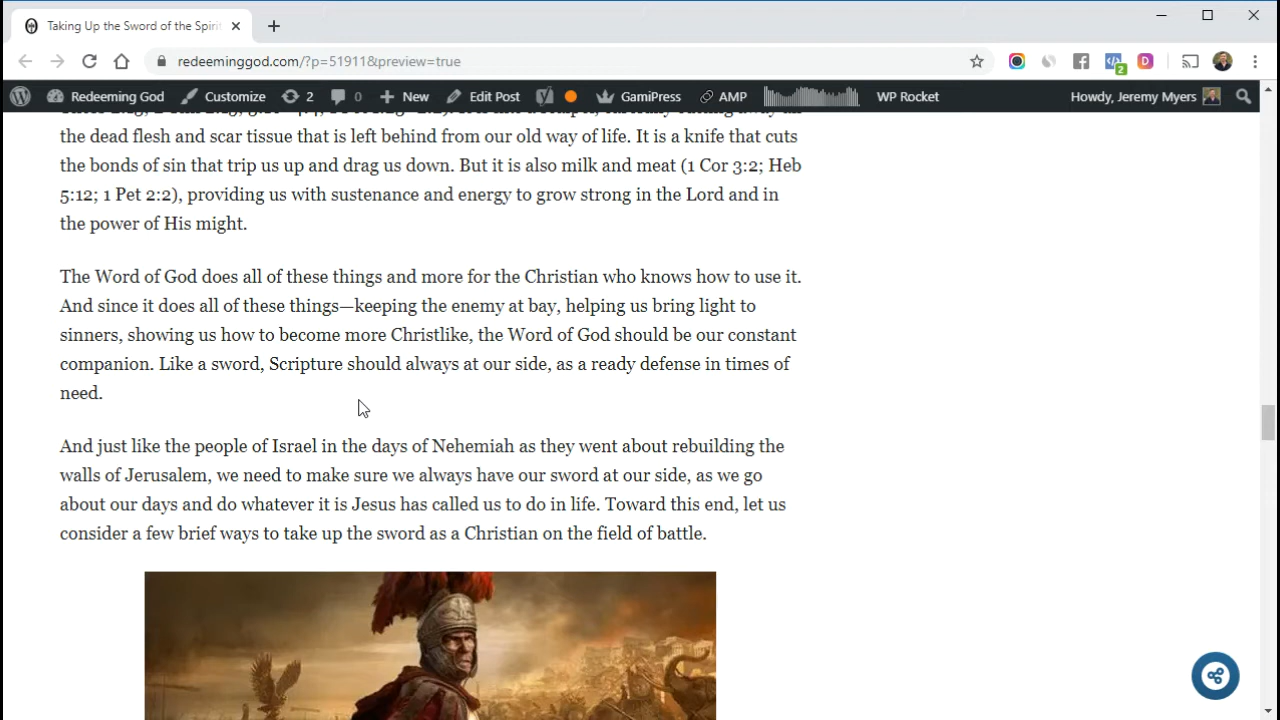 Taking Up the Sword of the Spiri
redeeminggod.com/?p=51911&preview=true
2
Redeeming God Customize 2 0 New Edit Post GamiPress AMP WP Rocket Howdy, Jeremy Myers
the dead flesh and scar tissue that is left behind from our old way of life. It is a knife that cuts
the bonds of sin that trip us up and drag us down. But it is also milk and meat (1 Cor 3:2; Heb
5:12; 1 Pet 2:2), providing us with sustenance and energy to grow strong in the Lord and in
the power of His might.
The Word of God does all of these things and more for the Christian who knows how to use it.
And since it does all of these things—keeping the enemy at bay, helping us bring light to
sinners, showing us how to become more Christlike, the Word of God should be our constant
companion. Like a sword, Scripture should always at our side, as a ready defense in times of
need.
And just like the people of Israel in the days of Nehemiah as they went about rebuilding the
walls of Jerusalem, we need to make sure we always have our sword at our side, as we go
about our days and do whatever it is Jesus has called us to do in life. Toward this end, let us
consider a few brief ways to take up the sword as a Christian on the field of battle.